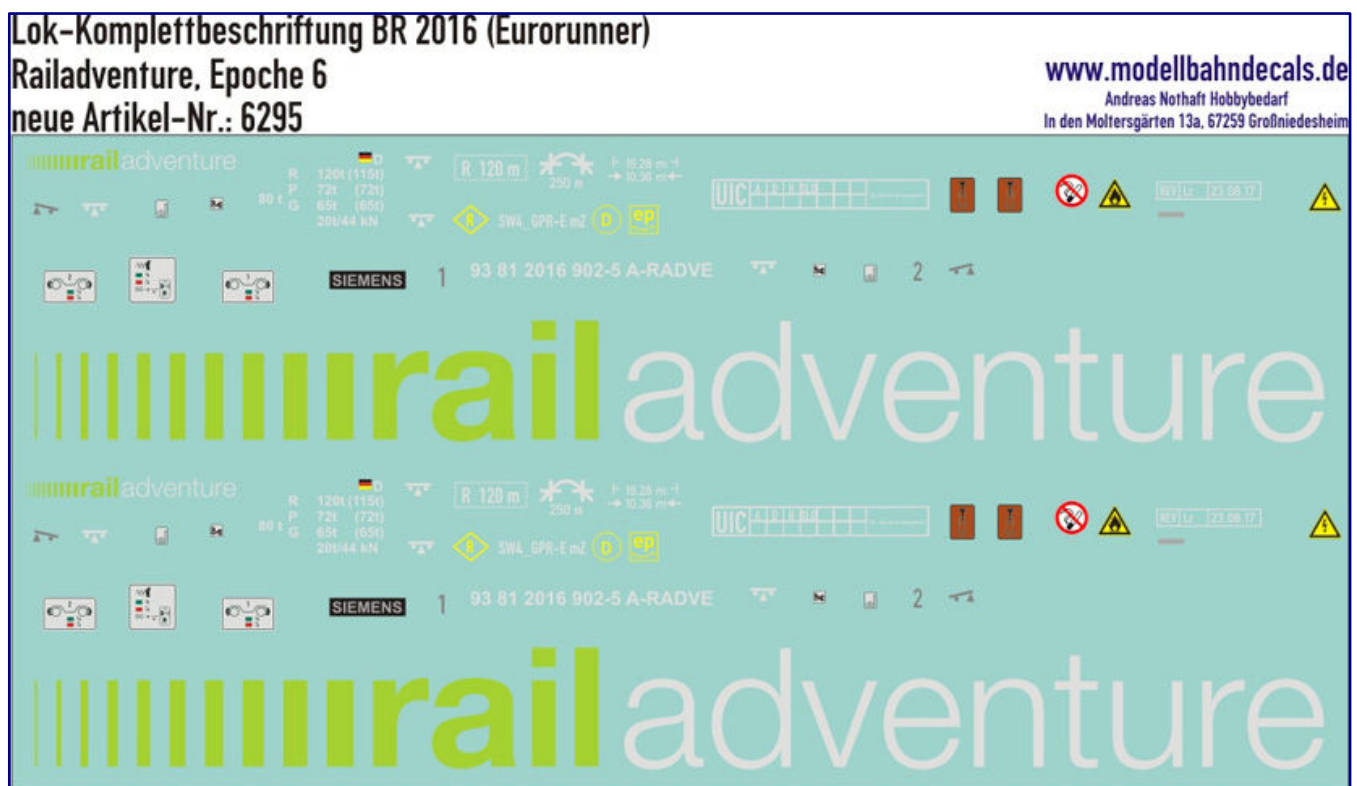 Lok-Komplettbeschriftung BR 2016 (Eurorunner)
Railadventure, Epoche 6
neue Artikel-Nr.: 6295
www.modellbahndecals.de
Andreas Nothaft Hobbybedarf
In den Moltersgärten 13a, 67259 Großniedesheim
railadventure
D
R 120t (115t)
P 72t (72t)
80 t G 65t (65t)
20t/44 kN
R 120 m
250 m
15.28 m
10.36 m
R SW4_GPR-E mZ D ep
UIC A D H
REV Lz 23.08.17
SIEMENS 1 93 81 2016 902-5 A-RADVE 2
railadventure
railadventure
D
R 120t (115t)
P 72t (72t)
80 t G 65t (65t)
20t/44 kN
R 120 m
250 m
15.28 m
10.36 m
R SW4_GPR-E mZ D ep
UIC A D H
REV Lz 23.08.17
SIEMENS 1 93 81 2016 902-5 A-RADVE 2
railadventure